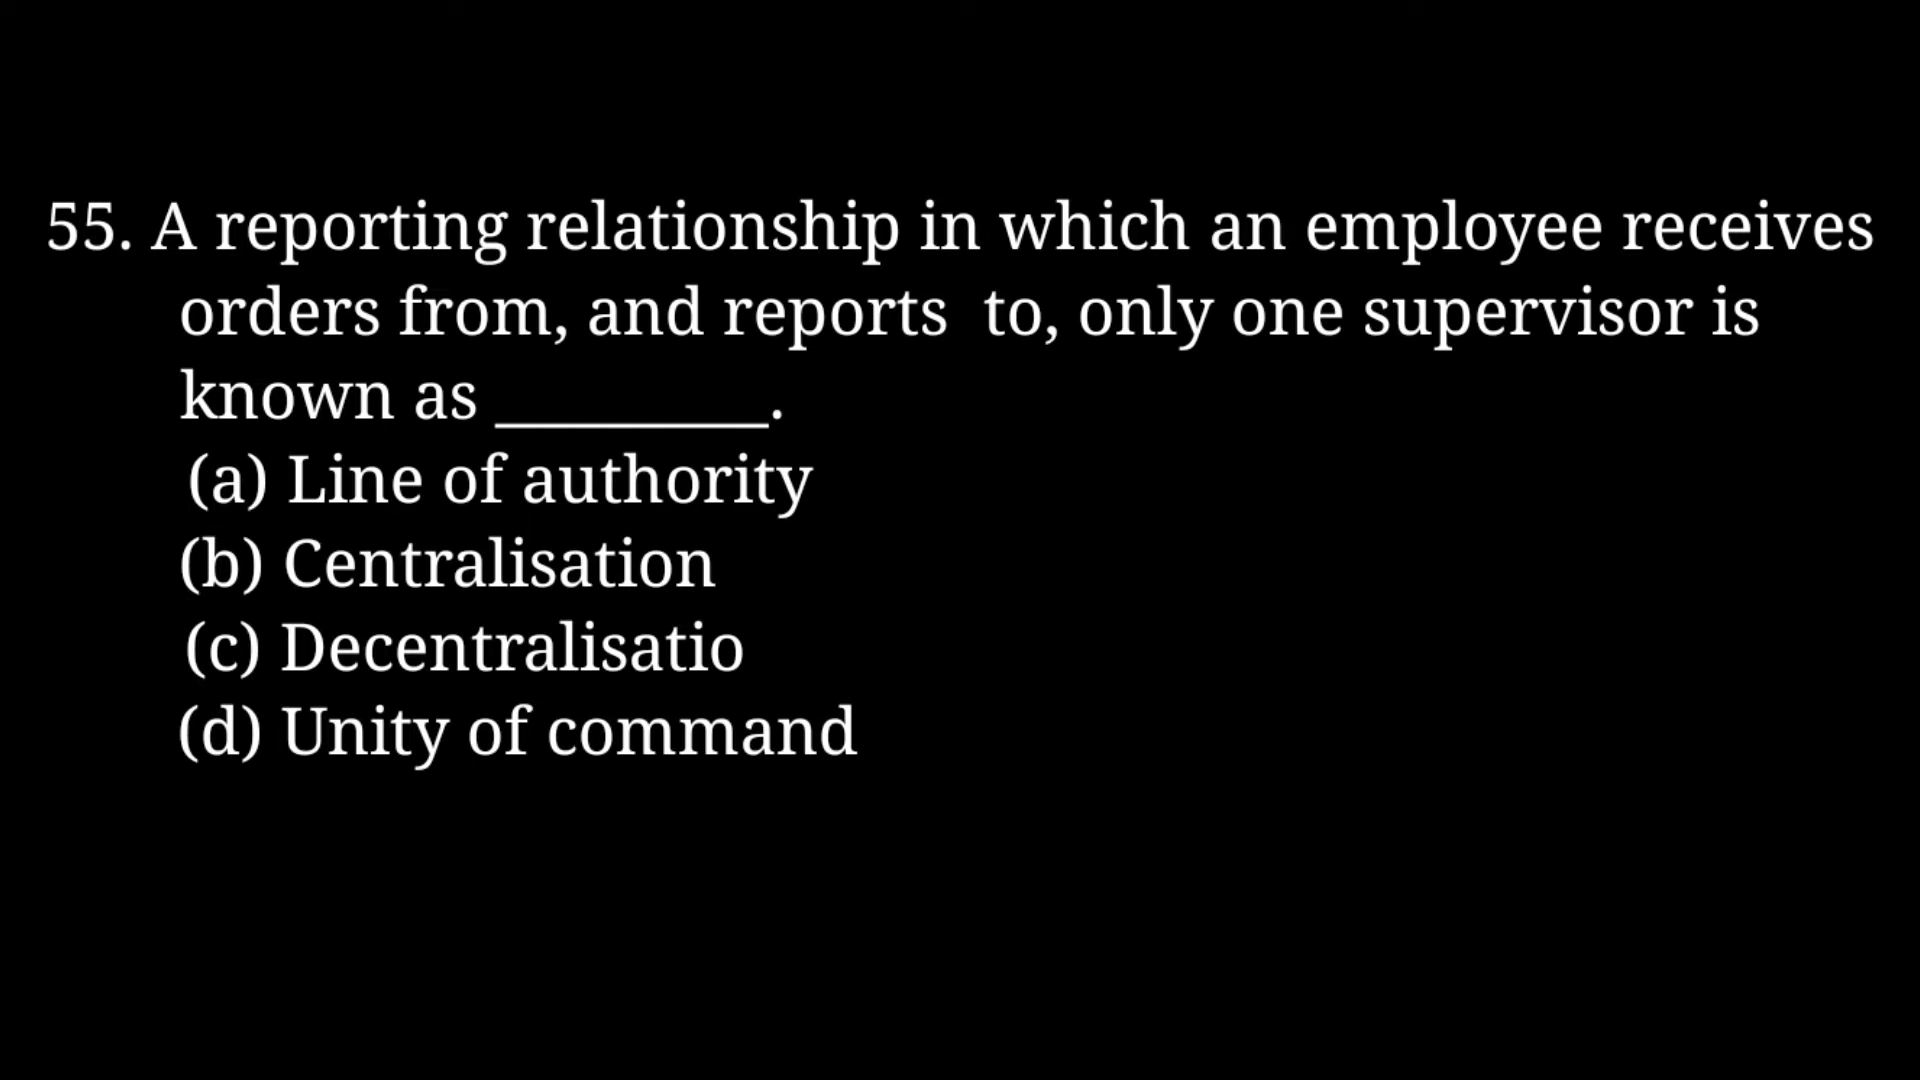 55. A reporting relationship in which an employee receives
orders from, and reports  to, only one supervisor is
known as _________.
(a) Line of authority
(b) Centralisation
(c) Decentralisatio
(d) Unity of command